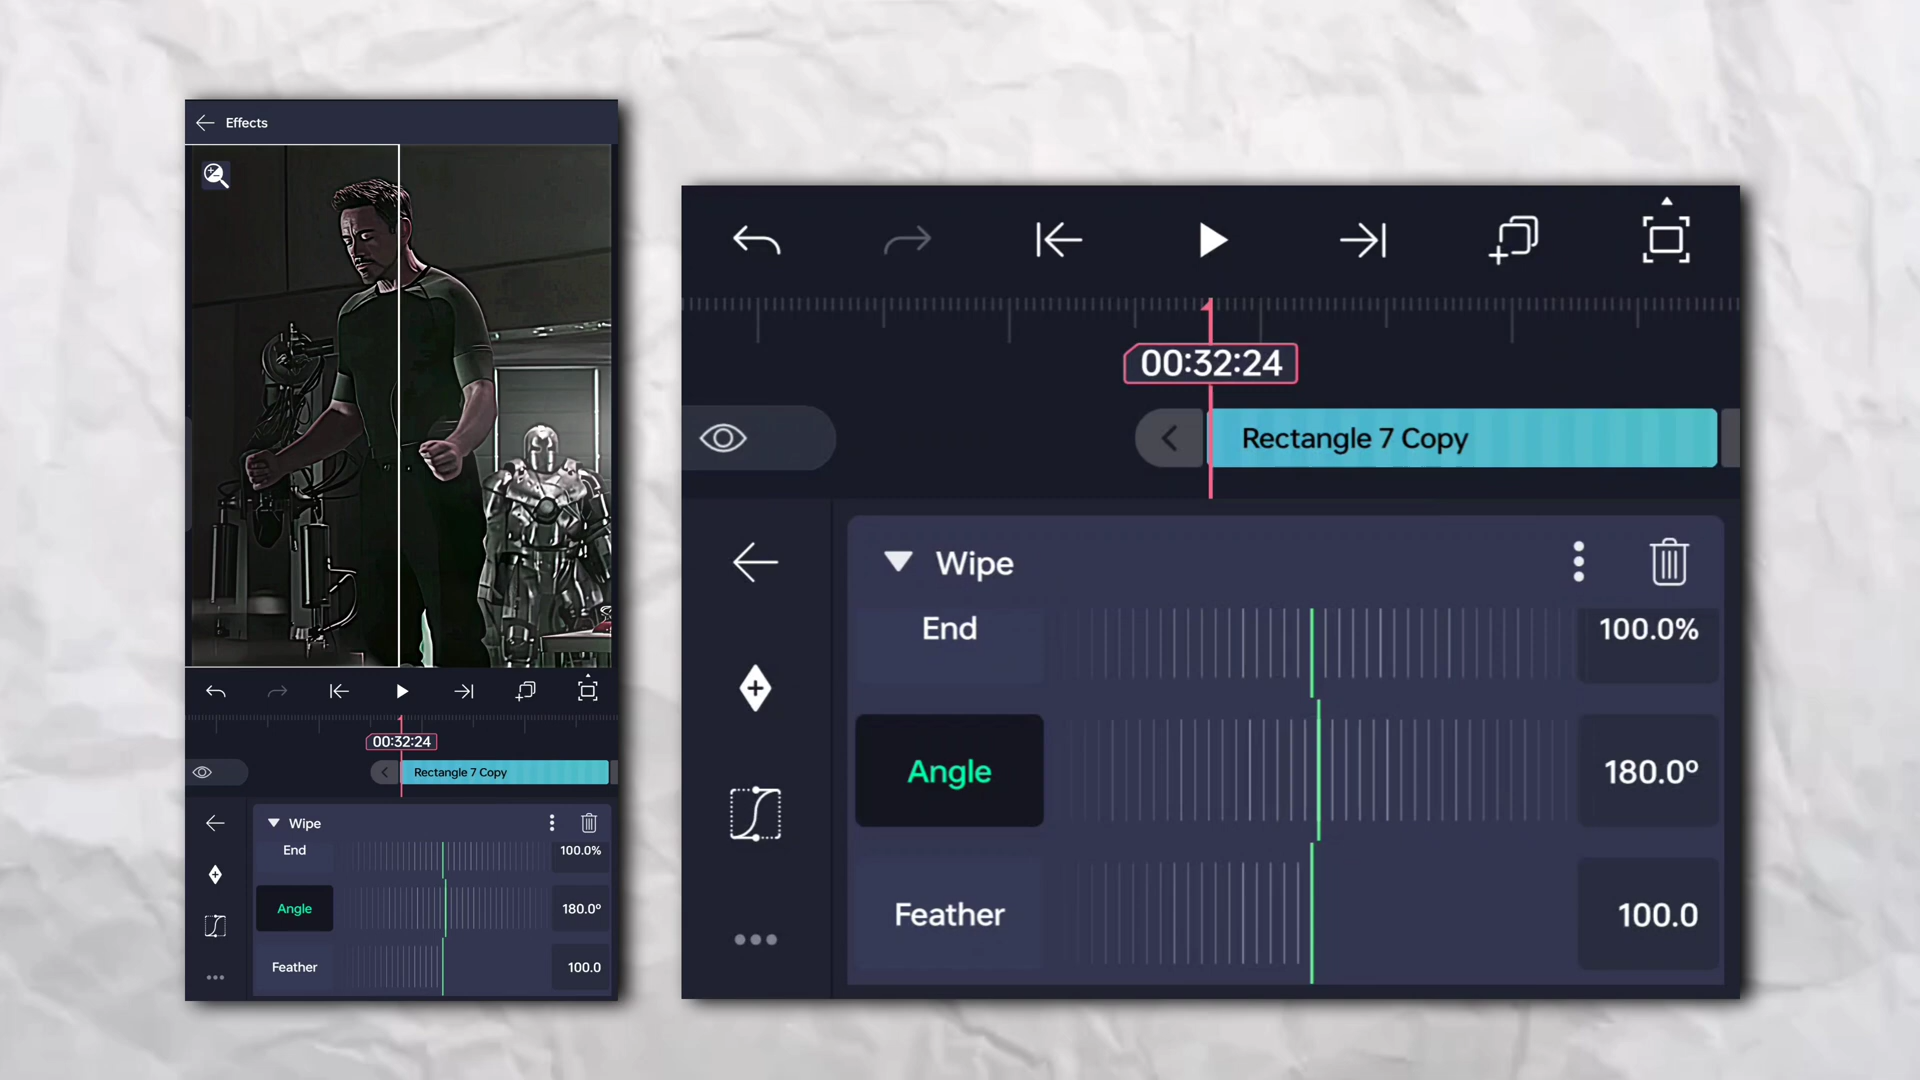 Effects
00:32:24
Rectangle 7 Copy
Wipe
End
100.0%
Angle
180.0°
Feather
100.0
00:32:24
Rectangle 7 Copy
Wipe
End
100.0%
Angle
180.0°
Feather
100.0